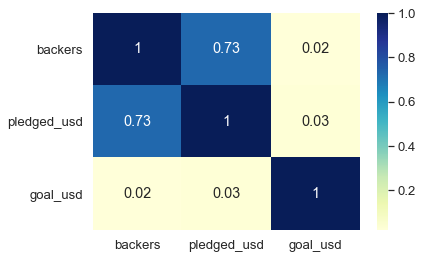 backers 1 0.73 0.02
pledged_usd 0.73 1 0.03
goal_usd 0.02 0.03 1
backers pledged_usd goal_usd
1.0
0.8
0.6
0.4
0.2